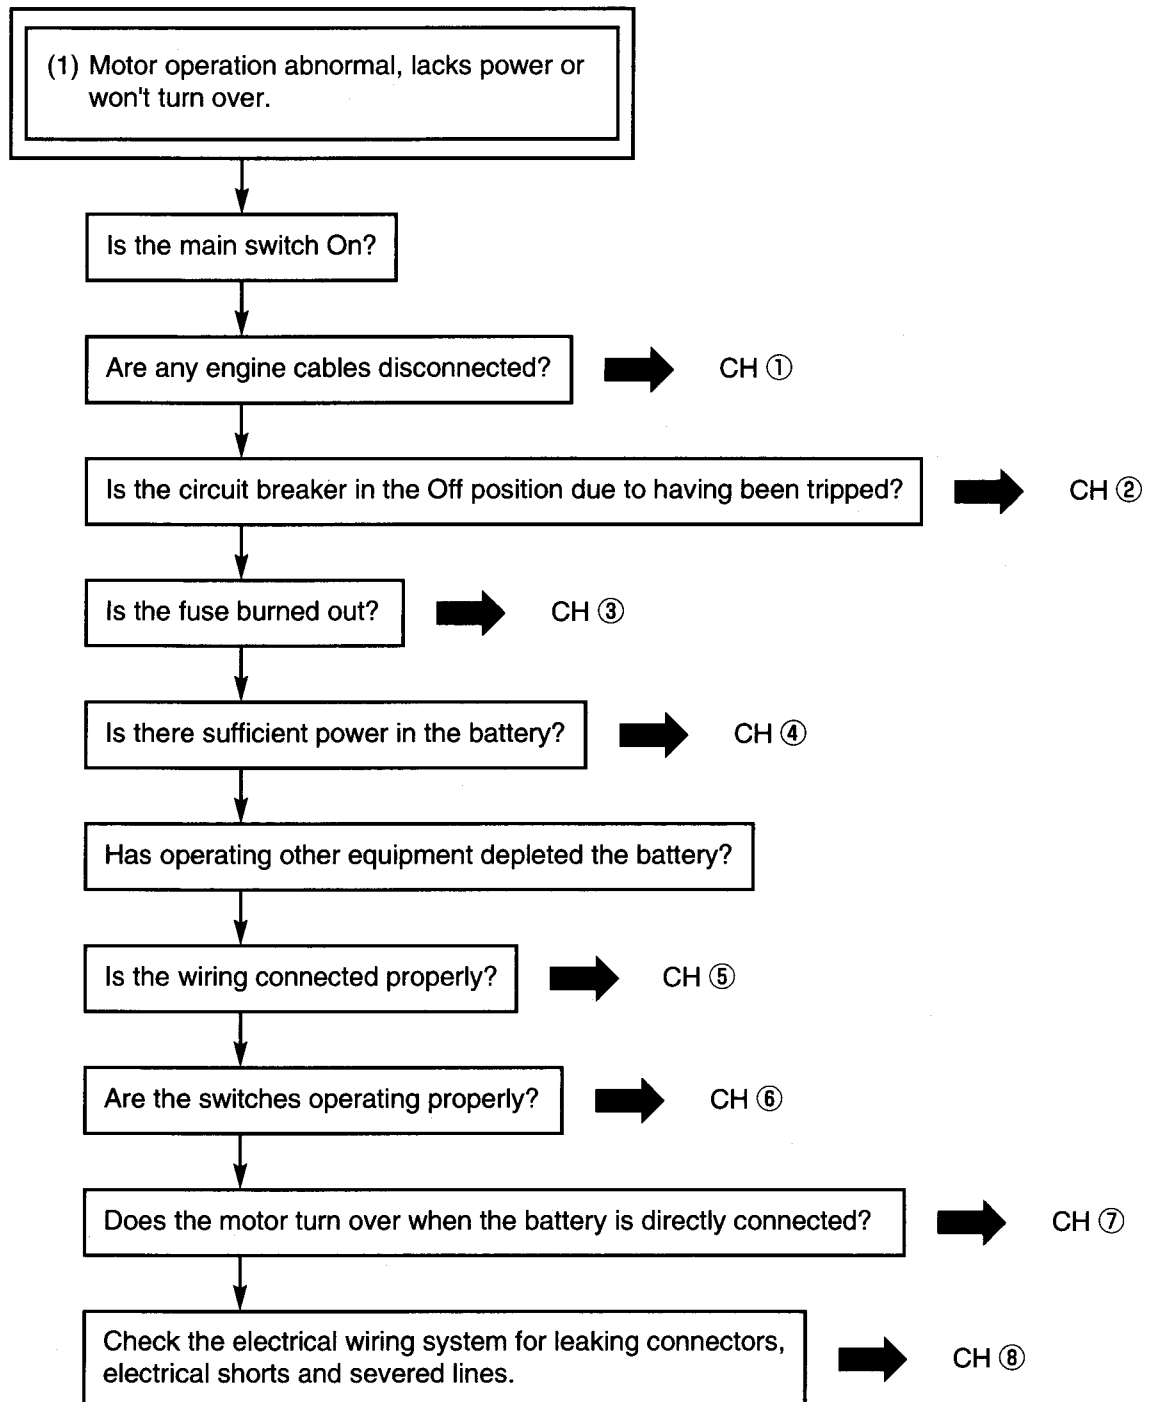 (1) Motor operation abnormal, lacks power or
won't turn over.
Is the main switch On?
Are any engine cables disconnected?
CH ①
Is the circuit breaker in the Off position due to having been tripped?
CH ②
Is the fuse burned out?
CH ③
Is there sufficient power in the battery?
CH ④
Has operating other equipment depleted the battery?
Is the wiring connected properly?
CH ⑤
Are the switches operating properly?
CH ⑥
Does the motor turn over when the battery is directly connected?
CH ⑦
Check the electrical wiring system for leaking connectors,
electrical shorts and severed lines.
CH ⑧